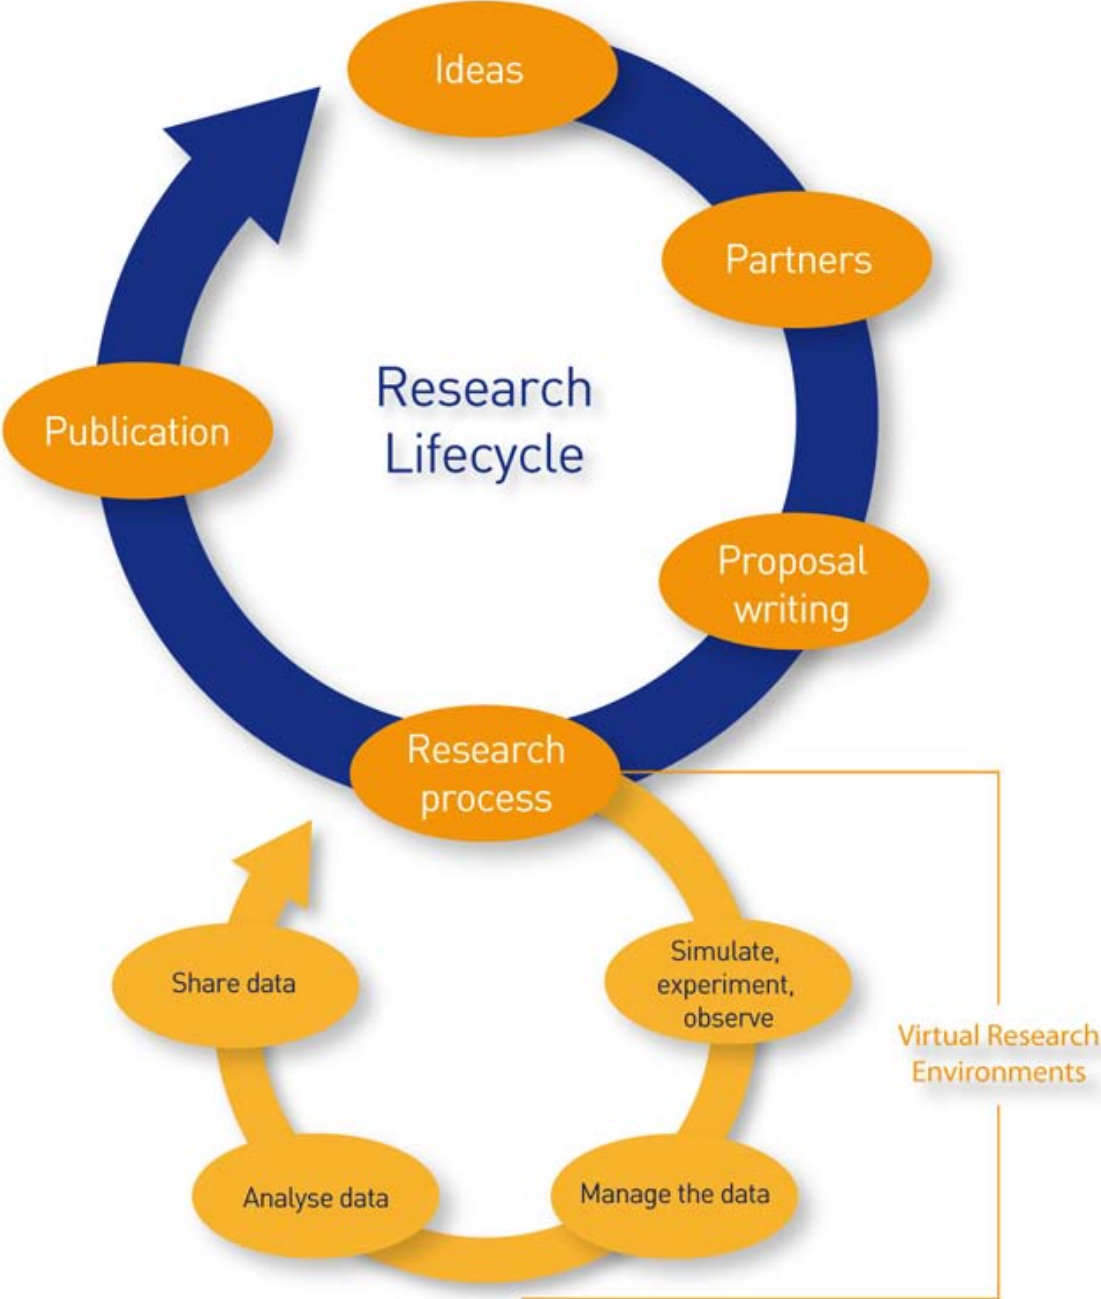 Ideas
Partners
Research
Lifecycle
Publication
Proposal
writing
Research
process
Simulate,
experiment,
observe
Share data
Virtual Research
Environments
Manage the data
Analyse data